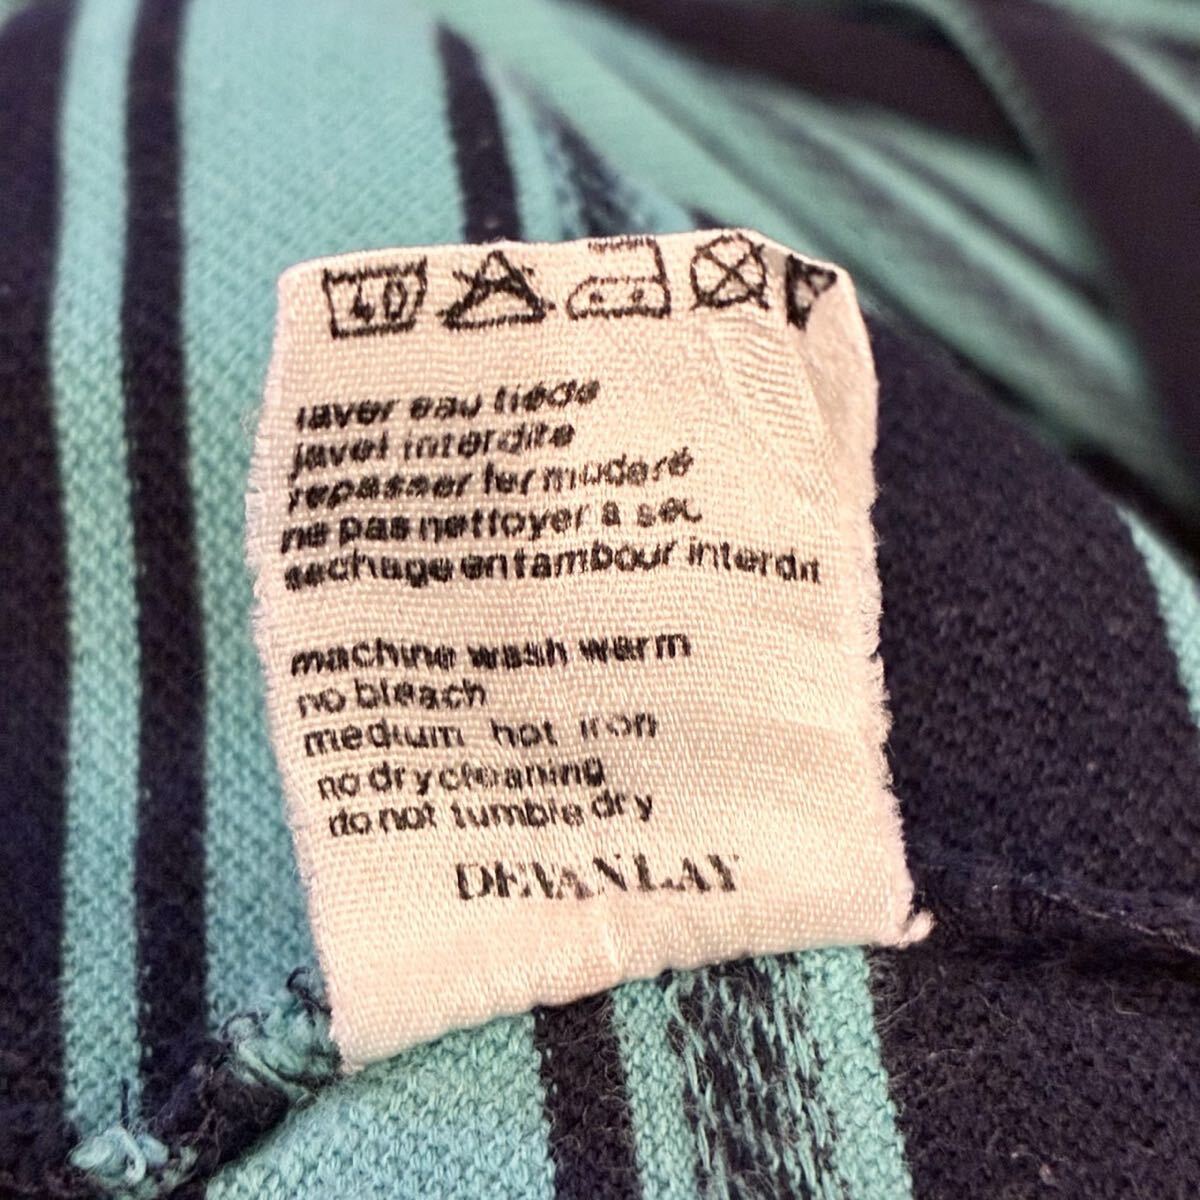 40
laver eau tiède
javel interdite
repasser fer modéré
ne pas nettoyer à sec
sechage en tambour interdit
machine wash warm
no bleach
medium hot iron
no dry cleaning
do not tumble dry
DEVANLAY